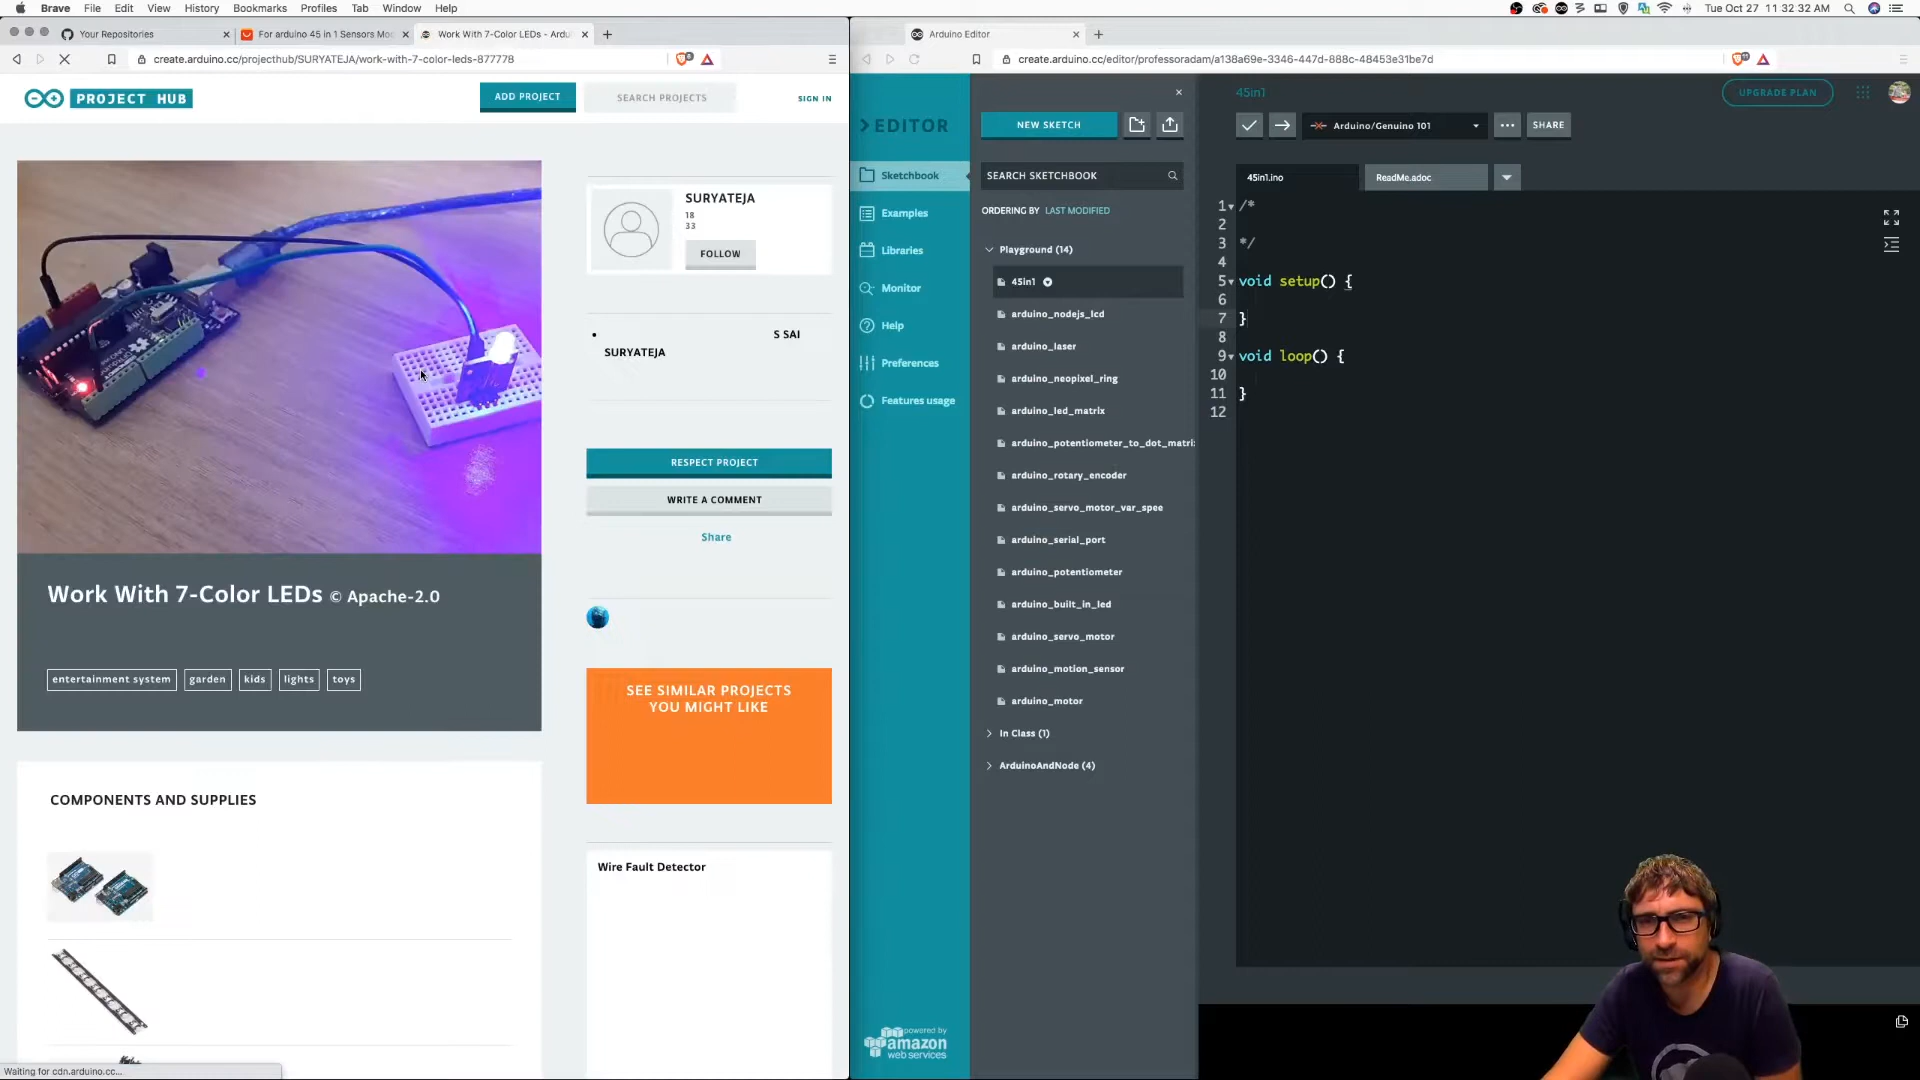 Brave File Edit View History Bookmarks Profiles Tab Window Help
Tue Oct 27 11:32:32 AM
Your Repositories
For arduino 45 in 1 Sensors Mo
Work With 7-Color LEDs - Ardu
create.arduino.cc/projecthub/SURYATEJA/work-with-7-color-leds-877778
PROJECT HUB
ADD PROJECT
SEARCH PROJECTS
SIGN IN
SURYATEJA
18
33
FOLLOW
S SAI
SURYATEJA
RESPECT PROJECT
WRITE A COMMENT
Share
Work With 7-Color LEDs © Apache-2.0
entertainment system garden kids lights toys
SEE SIMILAR PROJECTS
YOU MIGHT LIKE
COMPONENTS AND SUPPLIES
Wire Fault Detector
Waiting for cdn.arduino.cc...
Arduino Editor
create.arduino.cc/editor/professoradam/a138a69e-3346-447d-888c-48453e31be7d
EDITOR
Sketchbook
Examples
Libraries
Monitor
Help
Preferences
Features usage
powered by
amazon
web services
NEW SKETCH
SEARCH SKETCHBOOK
ORDERING BY LAST MODIFIED
Playground (14)
45in1
arduino_nodejs_lcd
arduino_laser
arduino_neopixel_ring
arduino_led_matrix
arduino_potentiometer_to_dot_matri
arduino_rotary_encoder
arduino_servo_motor_var_spee
arduino_serial_port
arduino_potentiometer
arduino_built_in_led
arduino_servo_motor
arduino_motion_sensor
arduino_motor
In Class (1)
ArduinoAndNode (4)
45in1
UPGRADE PLAN
Arduino/Genuino 101
SHARE
45in1.ino
ReadMe.adoc
1 /*
2
3 */
4
5 void setup() {
6
7 }
8
9 void loop() {
10
11 }
12